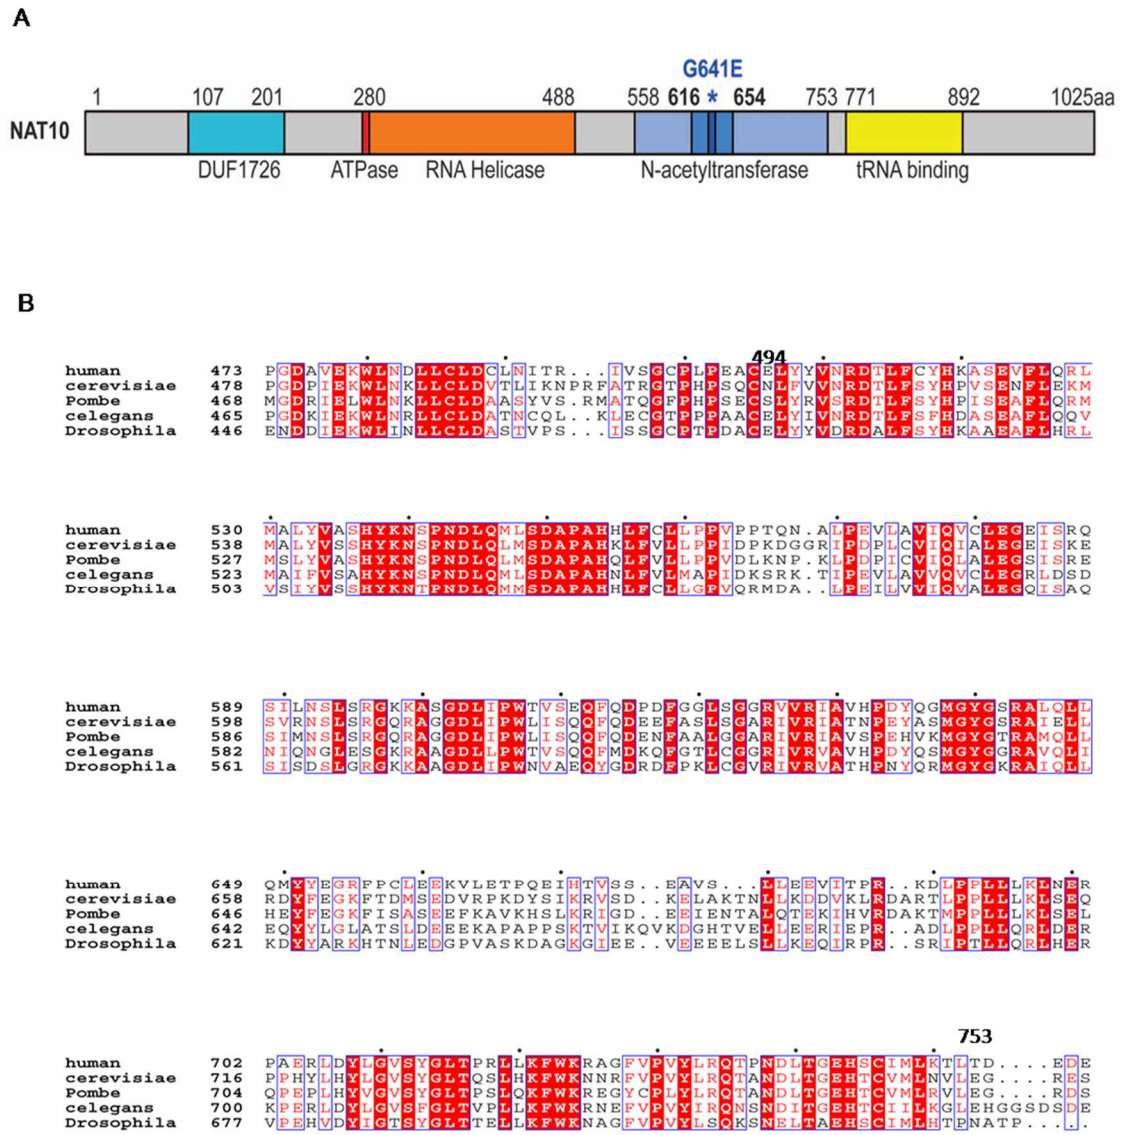 A
G641E
1 107 201 280 488 558 616 * 654 753 771 892 1025aa
NAT10
DUF1726 ATPase RNA Helicase N-acetyltransferase tRNA binding
B
494
human 473 PGDAVEKWLNDLLCLDCLNITR...IVSGCPLPEACELYYVNRDTLFCYHKASEVFLQRL
cerevisiae 478 PGDPIEKWLNKLLCLDVTLIKNPRFATRGTPHPSQCNLFVVNRDTLFSYHPVSENFLEKM
Pombe 468 MGDRIELWLNKLLCLDAASYVS.RMATQGFPHPSECSLYRVSRDTLFSYHPISEAFLQRM
celegans 465 PGDKIEKWLNRLLCLDATNCQL..KLECGTPPPAACELYIVNRDTLFSFHDASEAFLQQV
Drosophila 446 ENDDIEKWLINLLCLDASTVPS...ISSGCPTPDACELYYVDRDALFSYHKAAEAFLHRL
human 530 MALYVASHYKNSPNDLQMLSDAPAHHLFCLLPPVPPTQN.ALPEVLAVIQVCLEGEISRQ
cerevisiae 538 MALYVSSHYKNSPNDLQLMSDAPAHKLFVLLPPIDPKDGGRIPDPLCVIQIALEGEISKE
Pombe 527 MSLYVASHYKNSPNDLQLMSDAPAHQLFVLLPPVDLKNP.KLPDPICVIQLALEGSISRE
celegans 523 MAIFVSAHYKNSPNDLQMLSDAPAHNLFVLMAPIDKSRK.TIPEVLAVVQVCLEGRLDSD
Drosophila 503 VSIYVSSHYKNTPNDLQMMSDAPAHHLFCLLGPVQRMDA..LPEILVVIQVALEGQISAQ
human 589 SILNSLSRGKKASGDLIPWTVSEQFQDPDFGGLSGGRVVRIAVHPDYQGMGYGSRALQLL
cerevisiae 598 SVRNSLSRGQRAGGDLIPWLISQQFQDEEFASLSGARIVRIATNPEYASMGYGSRAIELL
Pombe 586 SIMNSLSRGQRAGGDLIPWLISQQFQDENFAALGGARIVRIAVSPEHVKMGYGTRAMQLL
celegans 582 NIQNGLESGKRAAGDLIPWTVSQQFMDKQFGTLCGGRIVRVAVHPDYQSMGYGGRAVQLI
Drosophila 561 SISDSLGRGKKAAGDLIPWNVAEQYGDRDFPKLCGVRIVRVATHPNYQRMGYGKRAIQLL
human 649 QMYYEGRFPCLEEKVLETPQEIHTVSS..EAVS...LLEEVITPR..KDLPPLLLKLNER
cerevisiae 658 RDYFEGKFTDMSEDVRPKDYSIKRVSD..KELAKTNLLKDDVKLRDARTLPPLLLKLSEQ
Pombe 646 HEYFEGKFISASEEFKAVKHSLKRIGD..EEIENTALQTEKIHVRDAKTMPPLLLKLSEL
celegans 642 EQYYLGLATSLDEEEKAPAPPSKTVIKQVKDGHTVELLEERIEPR..ADLPPLLQRLDER
Drosophila 621 KDYYARKHTNLEDGPVASKDAGKGIEE..VEEEELSLLKEQIRPR..SRIPTLLQRLHER
753
human 702 PAERLDYLGVSYGLTPRLLKFWKRAGFVPVYLRQTPNDLTGEHSCIMLKTLTD....EDE
cerevisiae 716 PPHYLHYLGVSYGLTQSLHKFWKNNRFVPVYLRQTANDLTGEHTCVMLNVLEG....RES
Pombe 704 QPEPLHYVGVSYGLTPSLQKFWKREGYCPLYLRQTANDLTGEHTCVMLRVLEG....RDS
celegans 700 KPERLDYLGVSFGLTVPLLKFWKRNEFVPVYIRQNSNDITGEHTCIILKGLEHGGSDSDE
Drosophila 677 VPEHVDYIGTSYGLTTELLKFWKNAGFVPVYLSQKSNELTAEHSCIMLHTPNATP.....